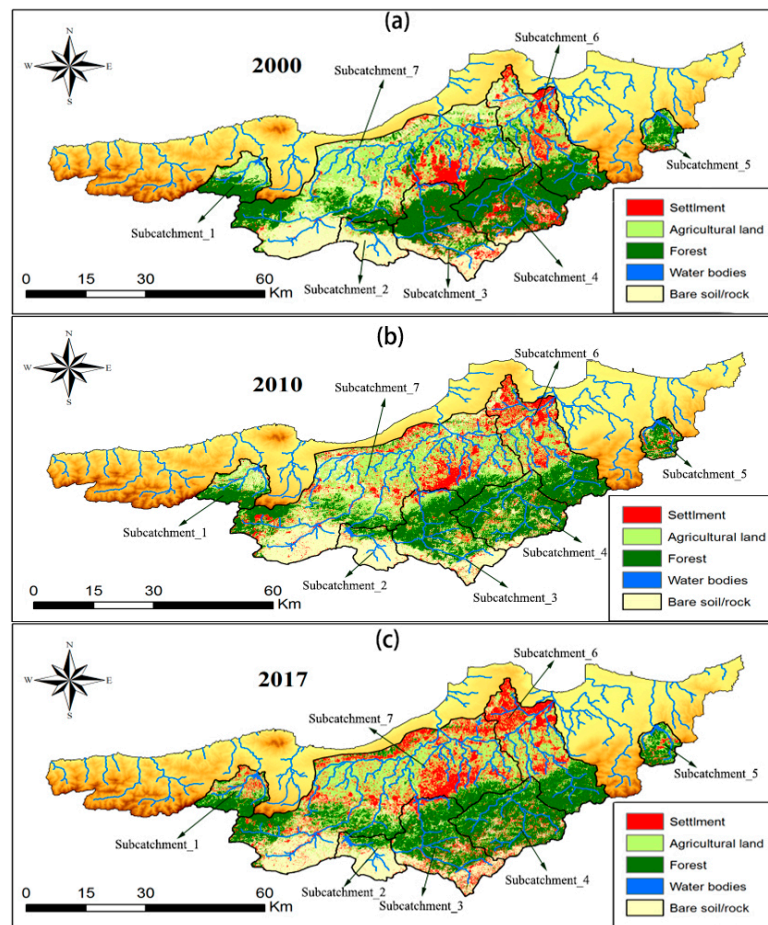 (a)
N
W E
S
2000
Subcatchment_7
Subcatchment_6
Subcatchment_5
Subcatchment_1
Subcatchment_2
Subcatchment_3
Subcatchment_4
0 15 30 60
Km
Settlment
Agricultural land
Forest
Water bodies
Bare soil/rock
(b)
N
W E
S
2010
Subcatchment_7
Subcatchment_6
Subcatchment_5
Subcatchment_1
Subcatchment_2
Subcatchment_3
Subcatchment_4
0 15 30 60
Km
Settlment
Agricultural land
Forest
Water bodies
Bare soil/rock
(c)
N
W E
S
2017
Subcatchment_7
Subcatchment_6
Subcatchment_5
Subcatchment_1
Subcatchment_2
Subcatchment_3
Subcatchment_4
0 15 30 60
Km
Settlment
Agricultural land
Forest
Water bodies
Bare soil/rock